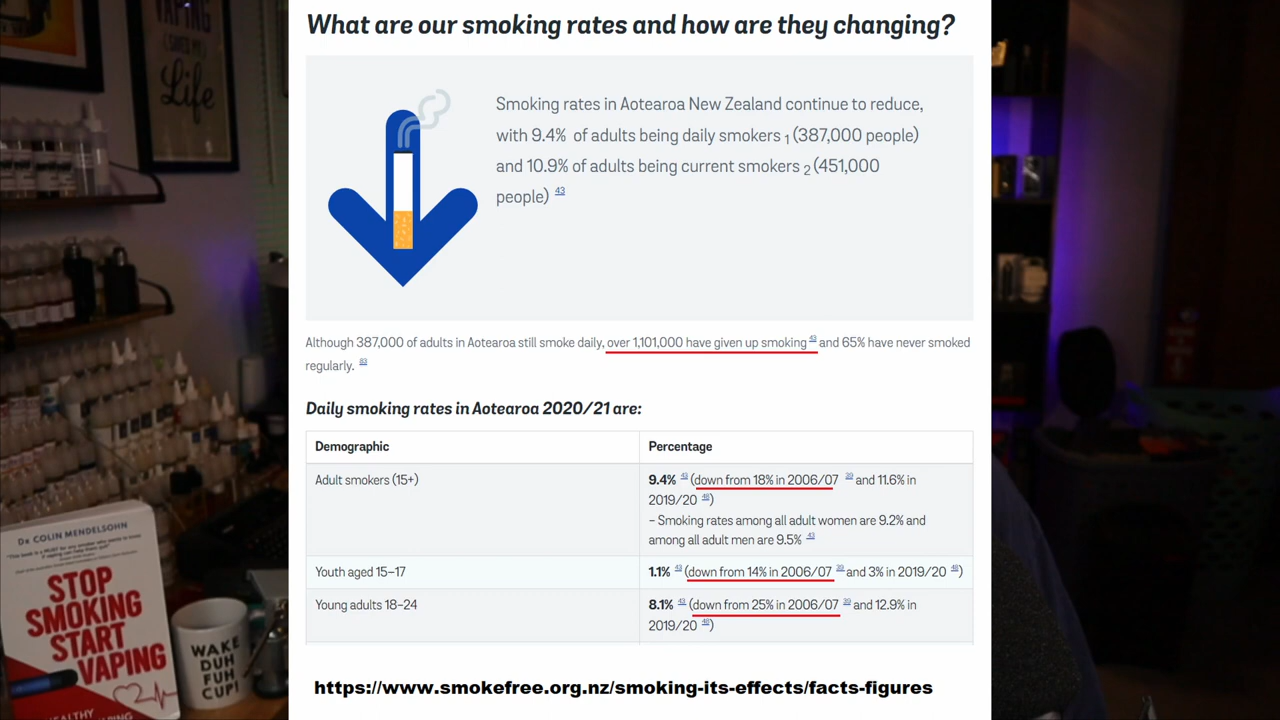 VAPING
(SAVED MY)
Life
What are our smoking rates and how are they changing?
Smoking rates in Aotearoa New Zealand continue to reduce,
with 9.4% of adults being daily smokers 1 (387,000 people)
and 10.9% of adults being current smokers 2 (451,000
people) 43
Although 387,000 of adults in Aotearoa still smoke daily, over 1,101,000 have given up smoking 43 and 65% have never smoked
regularly. 83
Daily smoking rates in Aotearoa 2020/21 are:
Demographic Percentage
Adult smokers (15+) 9.4% 43 (down from 18% in 2006/07 39 and 11.6% in
2019/20 48)
– Smoking rates among all adult women are 9.2% and
among all adult men are 9.5% 43
Youth aged 15–17 1.1% 43 (down from 14% in 2006/07 39 and 3% in 2019/20 48)
Young adults 18–24 8.1% 43 (down from 25% in 2006/07 39 and 12.9% in
2019/20 48)
https://www.smokefree.org.nz/smoking-its-effects/facts-figures
DR COLIN MENDELSOHN
STOP
SMOKING
START
VAPING
HEALTHY
WAKE
DUH
FUH
CUP!